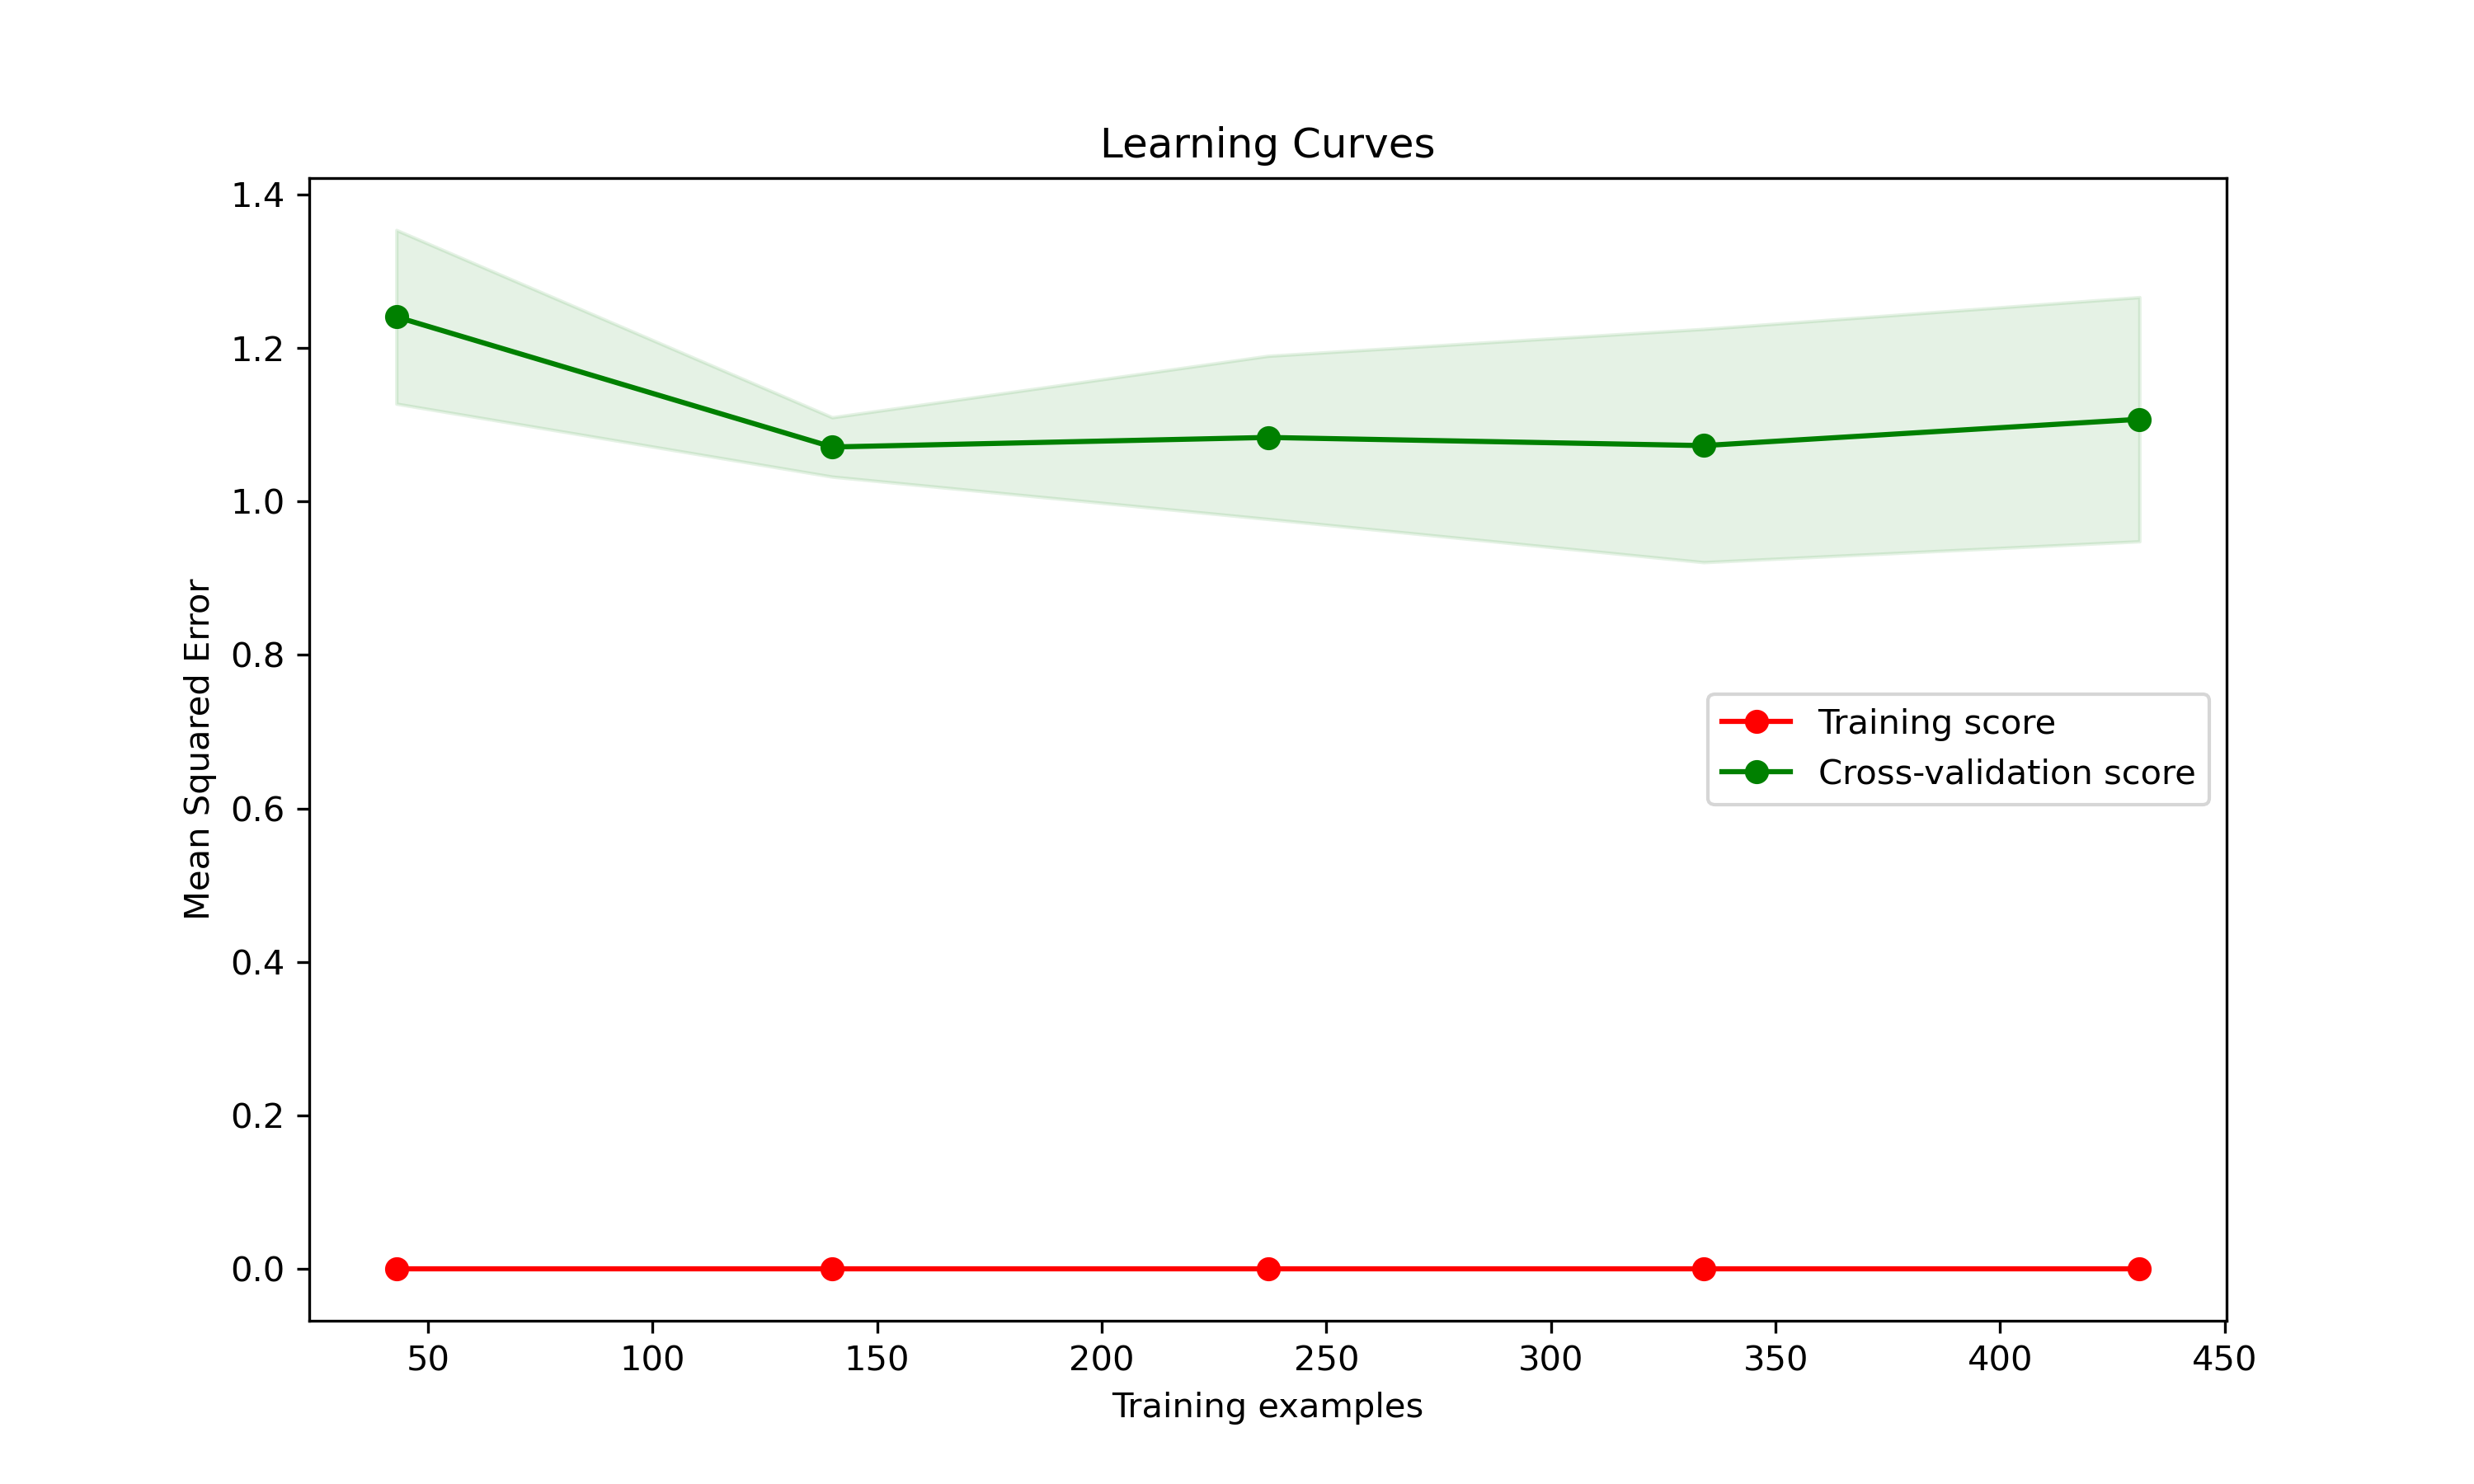 Learning Curves
1.4
1.2
1.0
0.8
0.6
0.4
0.2
0.0
Mean Squared Error
Training score
Cross-validation score
50 100 150 200 250 300 350 400 450
Training examples